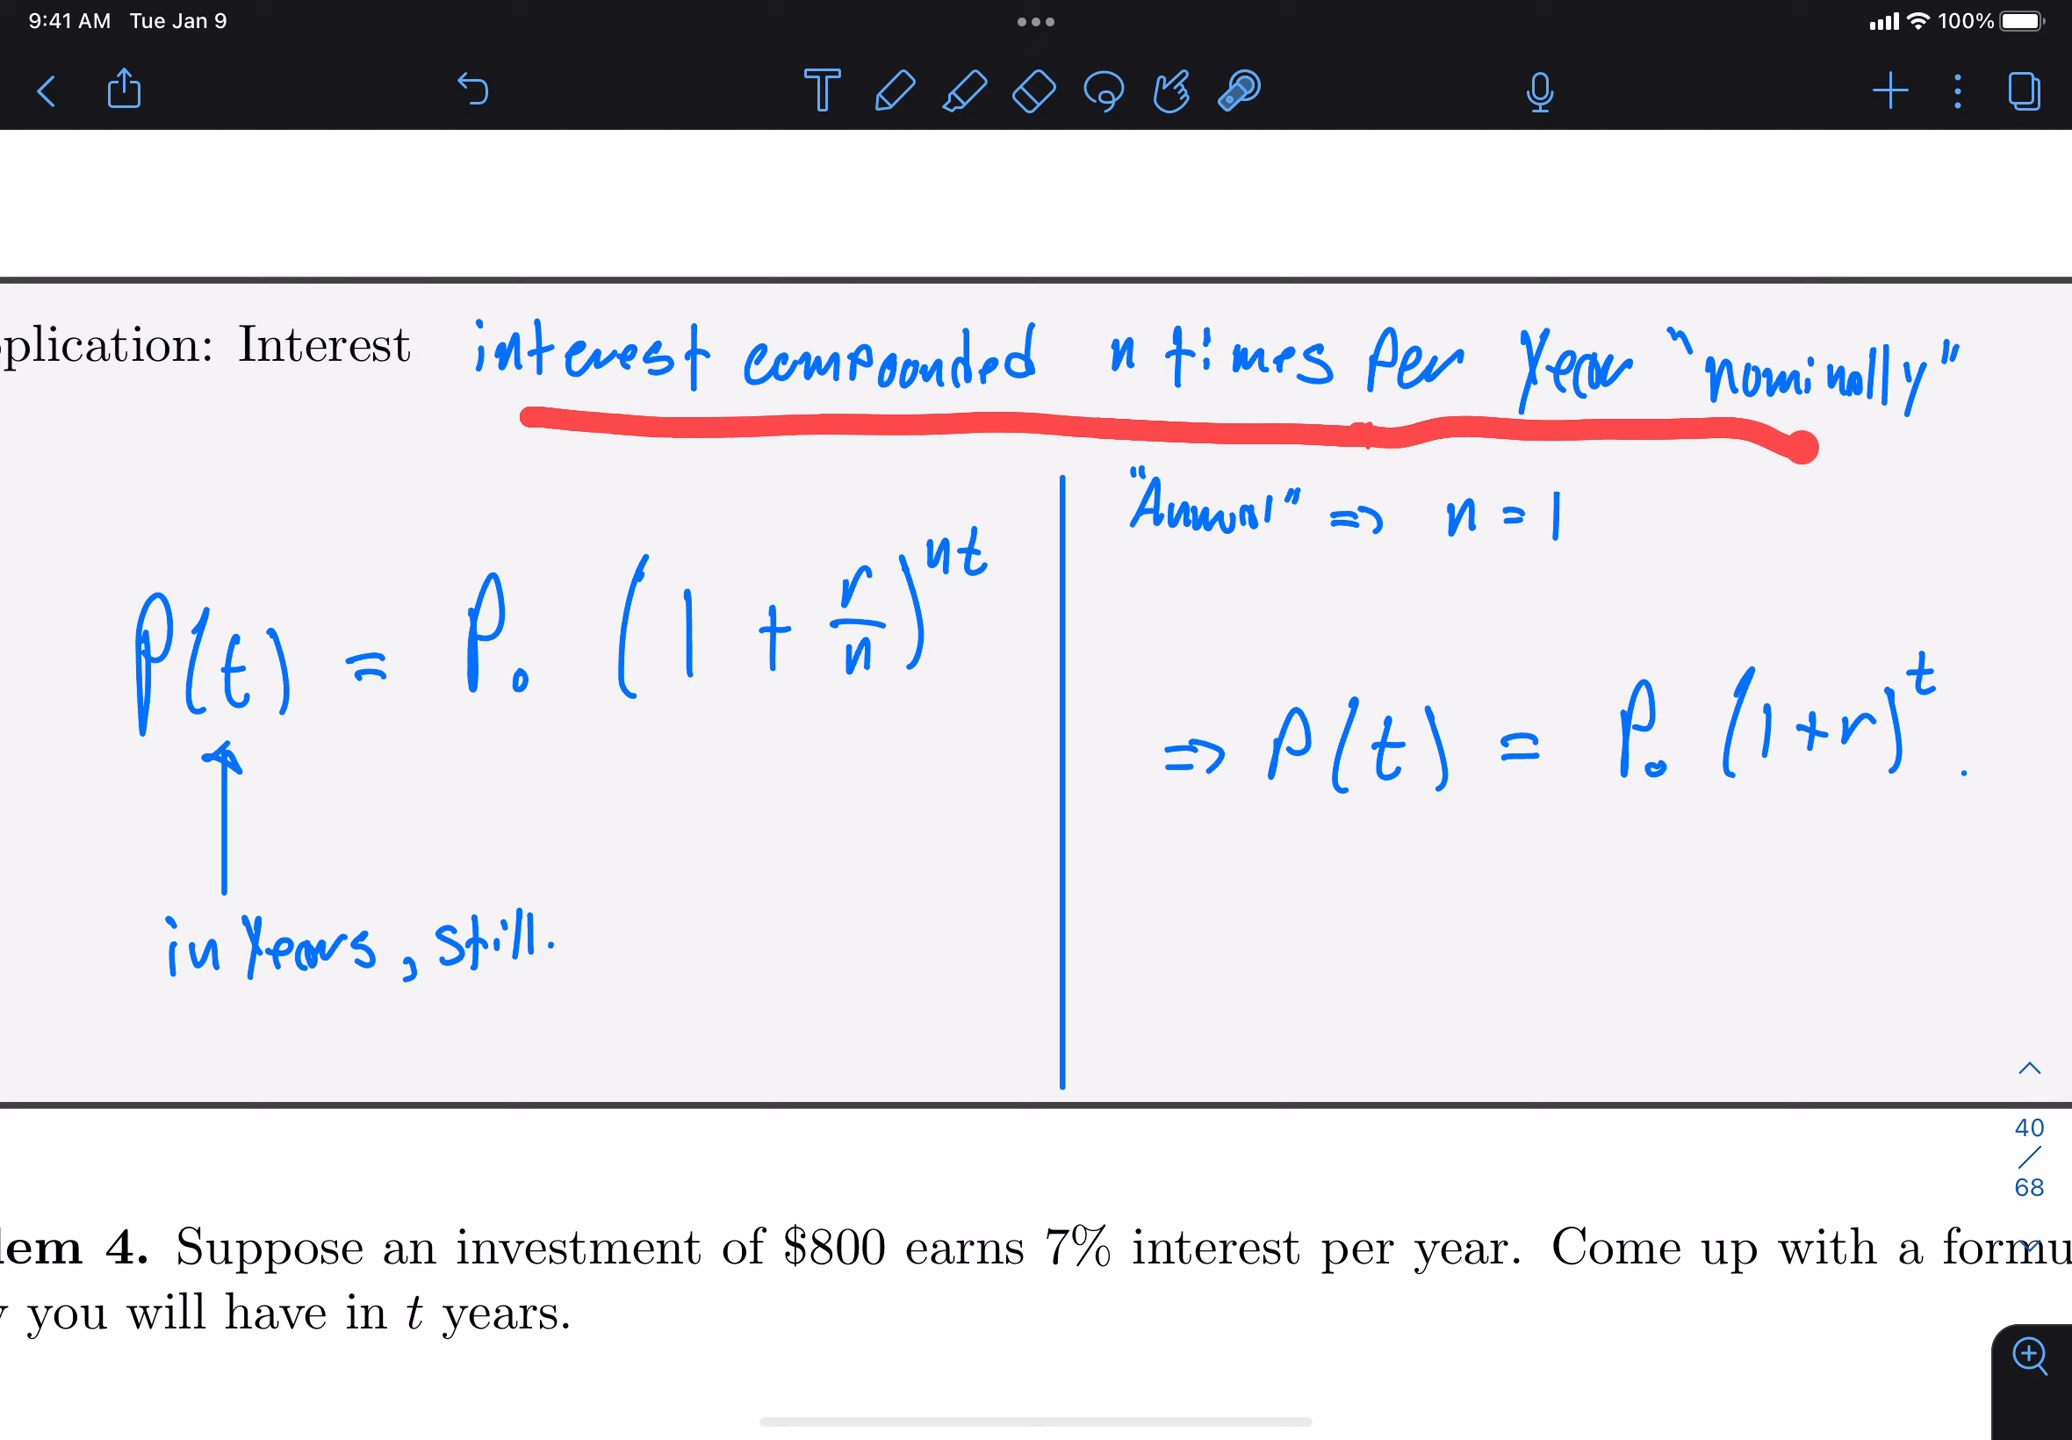 9:41 AM Tue Jan 9
100%
plication: Interest interest compounded n times per year "nominally"
"Annual" ⇒ n = 1
P(t) = P₀ (1 + r/n)^nt
⇒ P(t) = P₀ (1+r)^t.
in years, still.
40
/
68
lem 4. Suppose an investment of $800 earns 7% interest per year. Come up with a formu
you will have in t years.